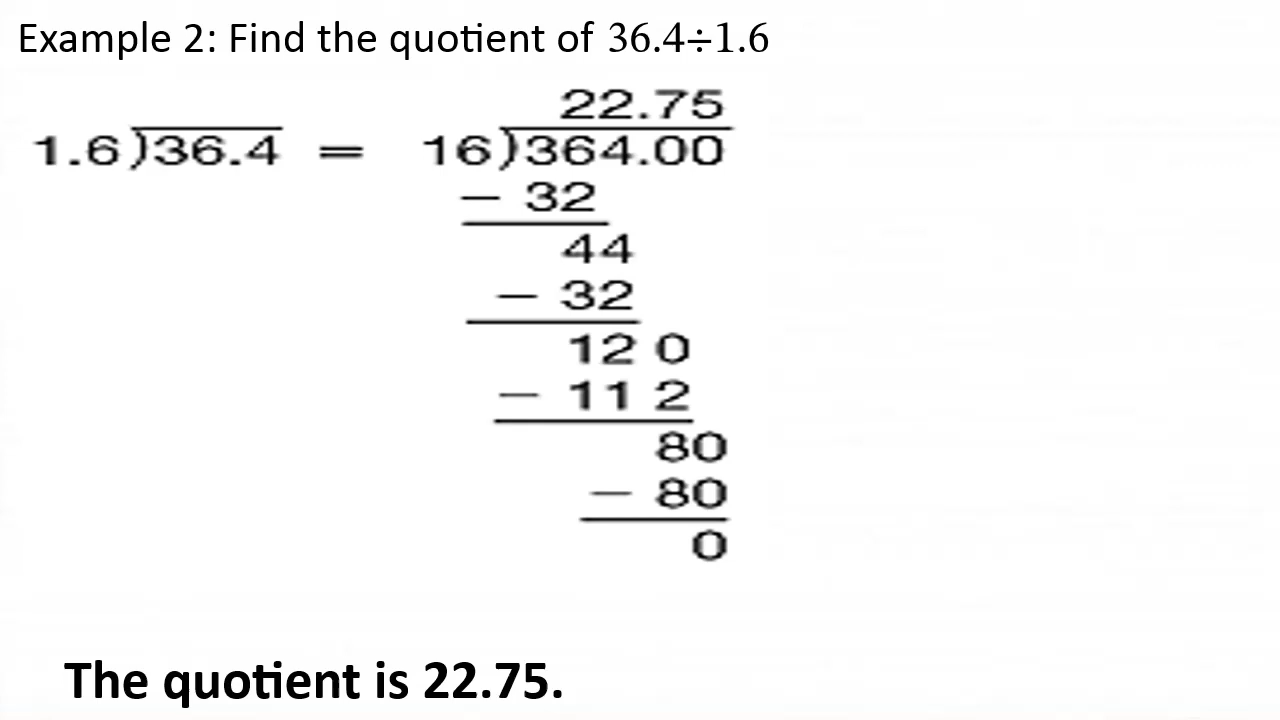 Example 2: Find the quotient of 36.4÷1.6
22.75
1.6)36.4 = 16)364.00
− 32
44
− 32
12 0
− 11 2
80
− 80
0
The quotient is 22.75.